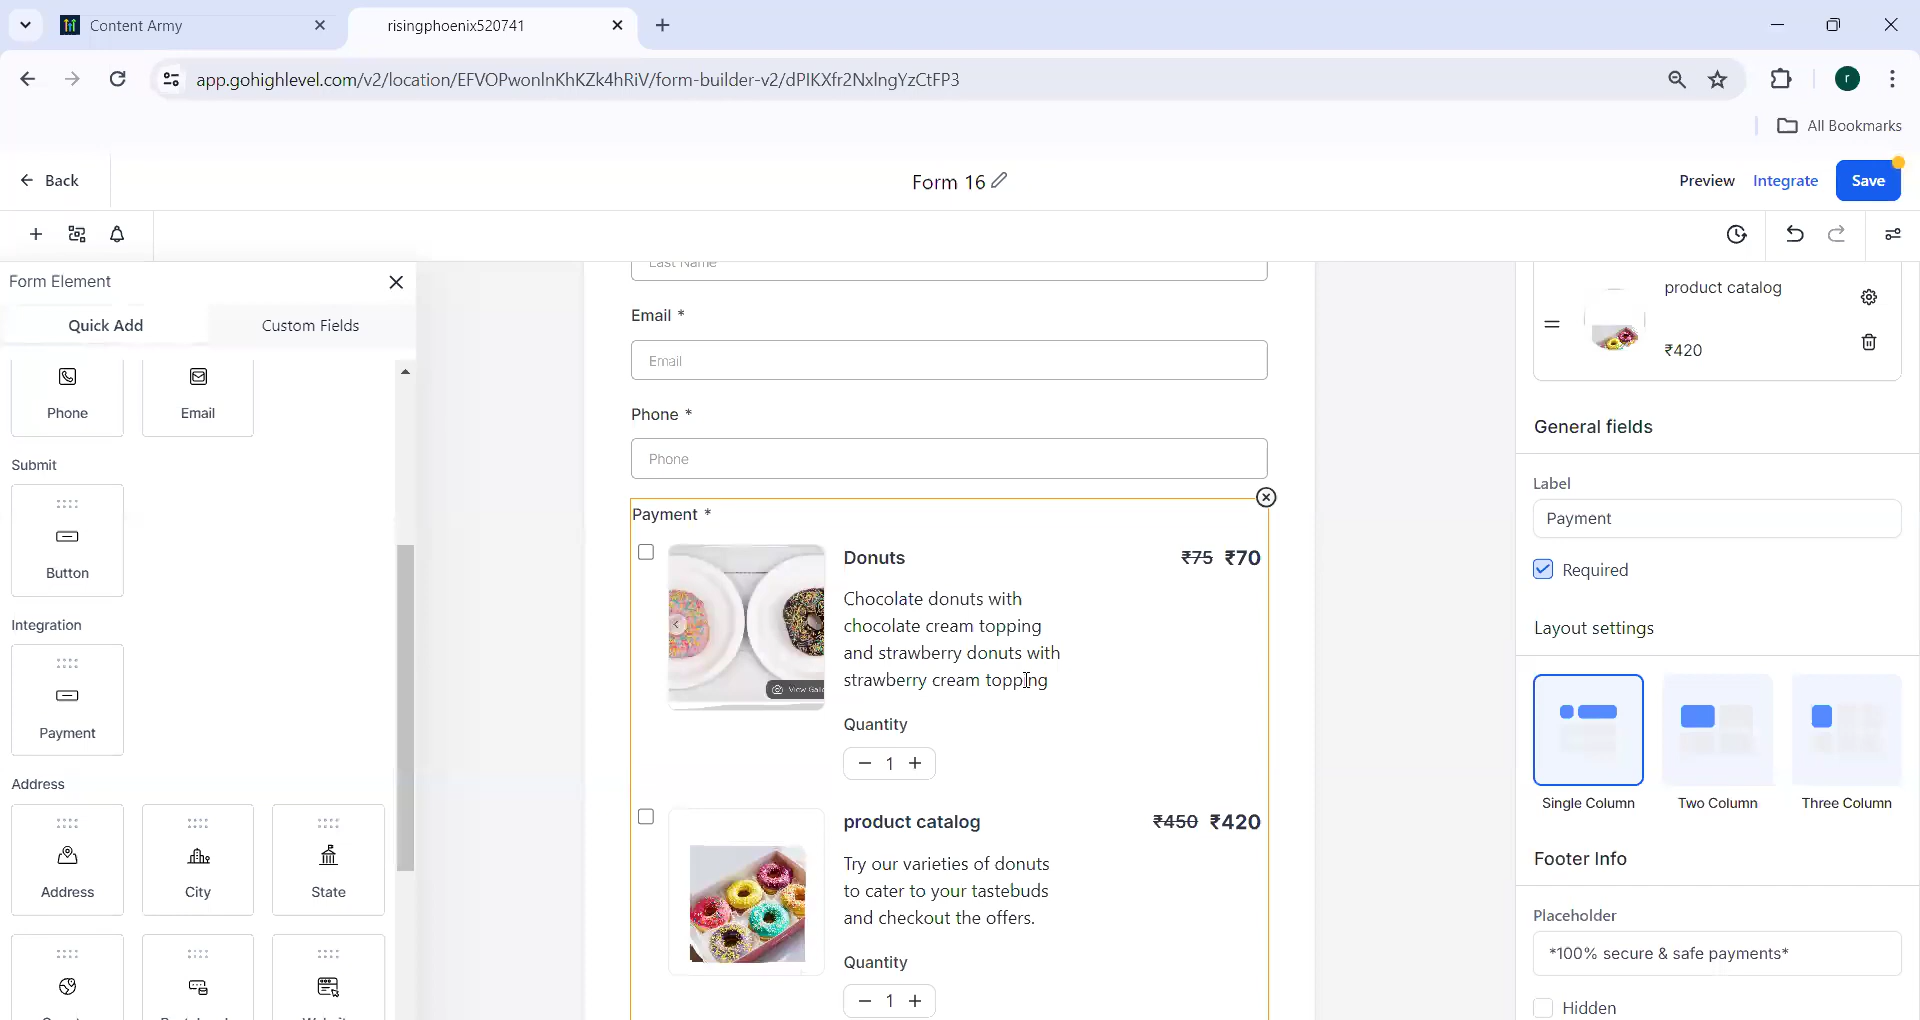 Content Army
risingphoenix520741
app.gohighlevel.com/v2/location/EFVOPwonlnKhKZk4hRiV/form-builder-v2/dPIKXfr2NxlngYzCtFP3
r
All Bookmarks
Back
Form 16
Preview
Integrate
Save
Form Element
Quick Add
Custom Fields
Phone
Email
Submit
Button
Integration
Payment
Address
Address
City
State
Last Name
Email *
Email
Phone *
Phone
Payment *
Donuts
₹75 ₹70
Chocolate donuts with
chocolate cream topping
and strawberry donuts with
strawberry cream topping
View
Quantity
1
product catalog
₹450 ₹420
Try our varieties of donuts
to cater to your tastebuds
and checkout the offers.
Quantity
1
product catalog
₹420
General fields
Label
Payment
Required
Layout settings
Single Column
Two Column
Three Column
Footer Info
Placeholder
*100% secure & safe payments*
Hidden